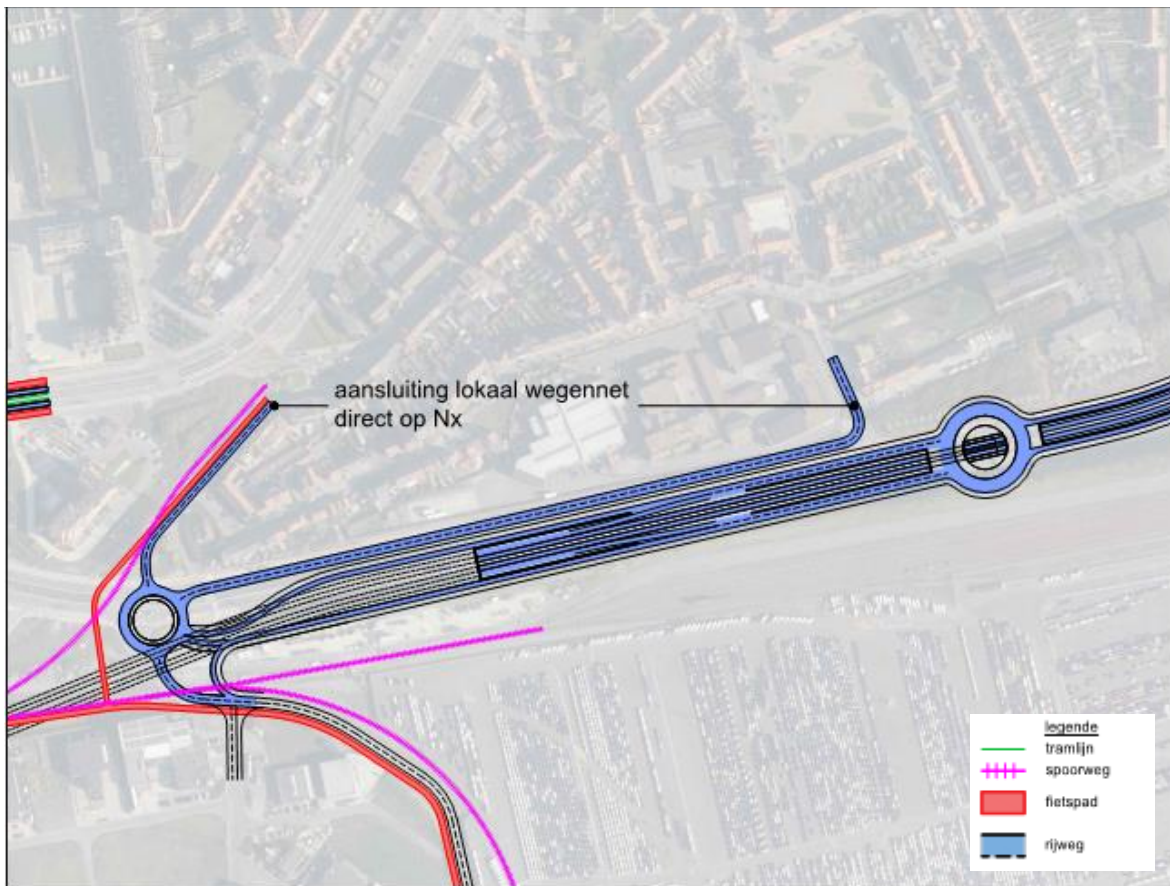 aansluiting lokaal wegennet
direct op Nx
legende
tramlijn
spoorweg
fietspad
rijweg